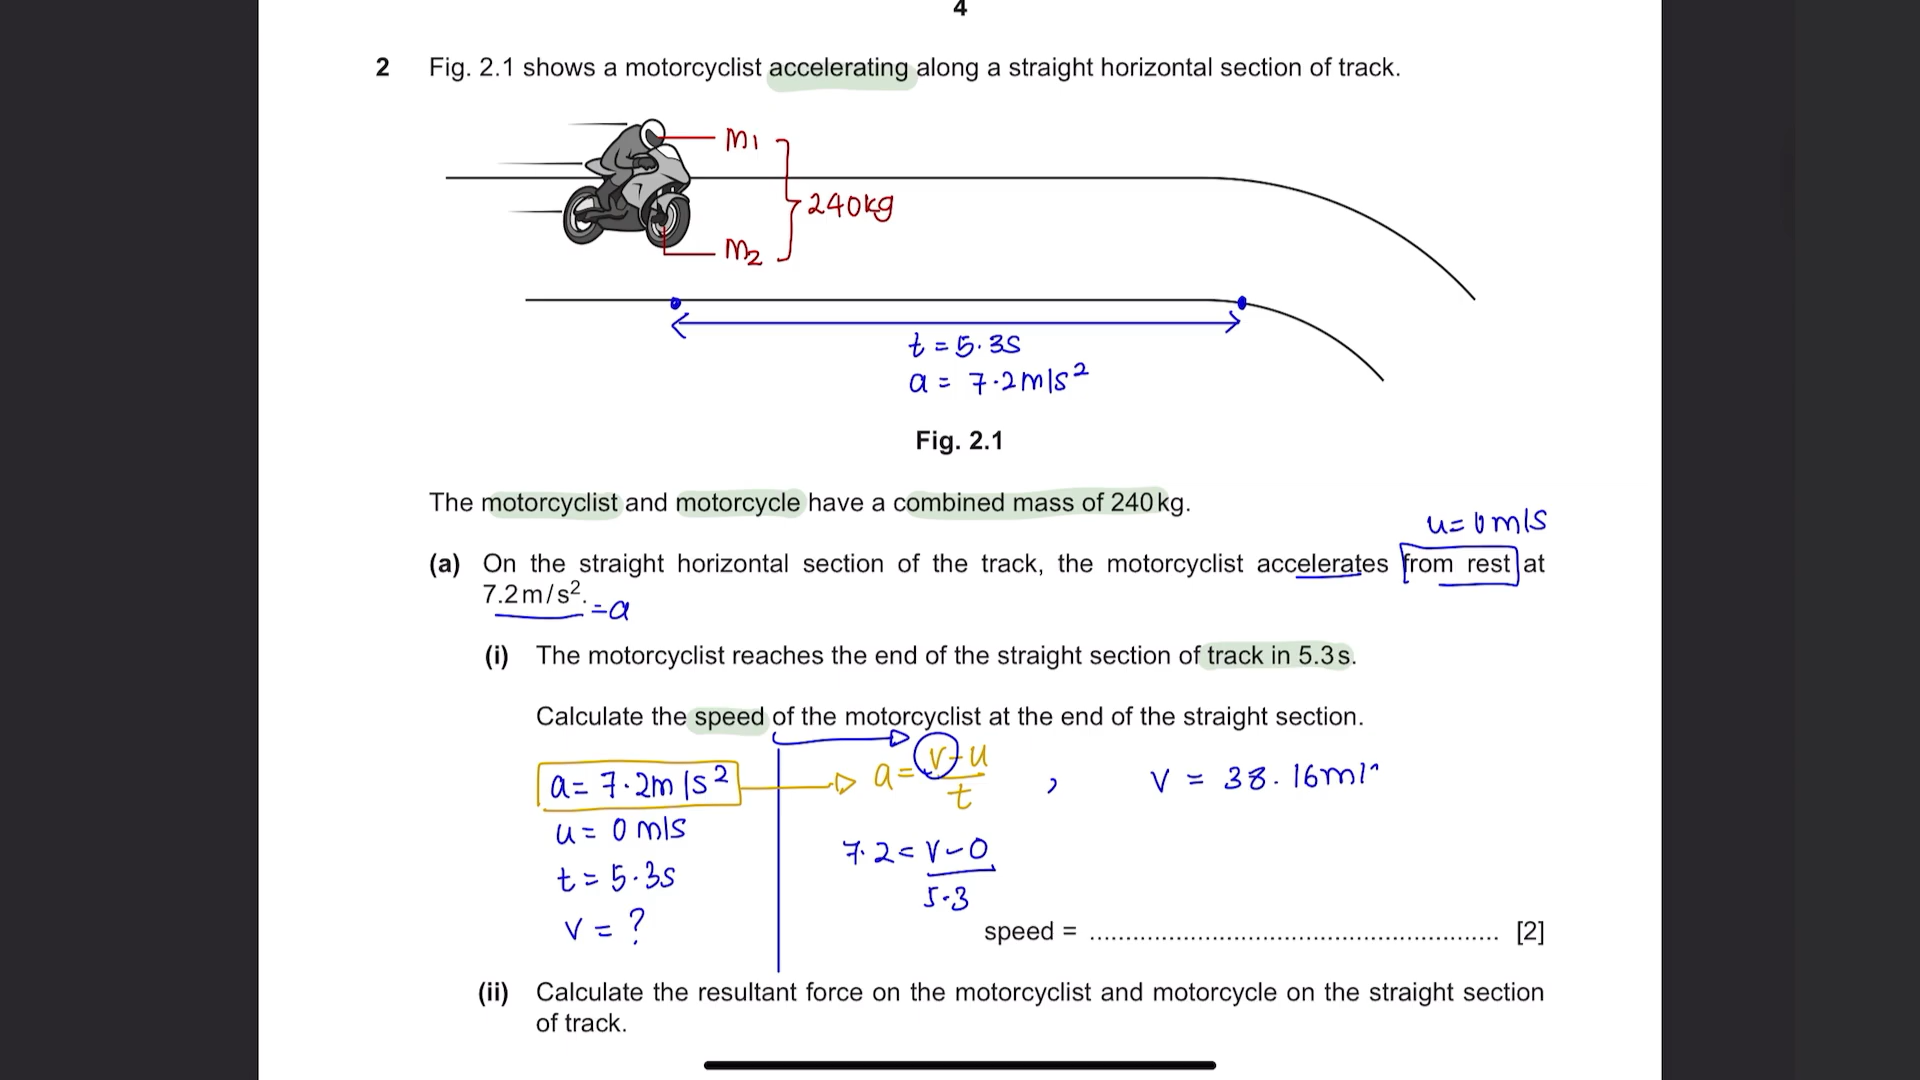 4
2 Fig. 2.1 shows a motorcyclist accelerating along a straight horizontal section of track.
m1
240kg
m2
t = 5.3s
a = 7.2m/s²
Fig. 2.1
The motorcyclist and motorcycle have a combined mass of 240 kg.
u = 0 m/s
(a) On the straight horizontal section of the track, the motorcyclist accelerates from rest at
7.2 m/s². = a
(i) The motorcyclist reaches the end of the straight section of track in 5.3 s.
Calculate the speed of the motorcyclist at the end of the straight section.
a = 7.2m/s²
a = v-u
t
, v = 38.16m/
u = 0 m/s
7.2 = v-0
5.3
t = 5.3s
v = ?
speed = ........................................................ [2]
(ii) Calculate the resultant force on the motorcyclist and motorcycle on the straight section
of track.